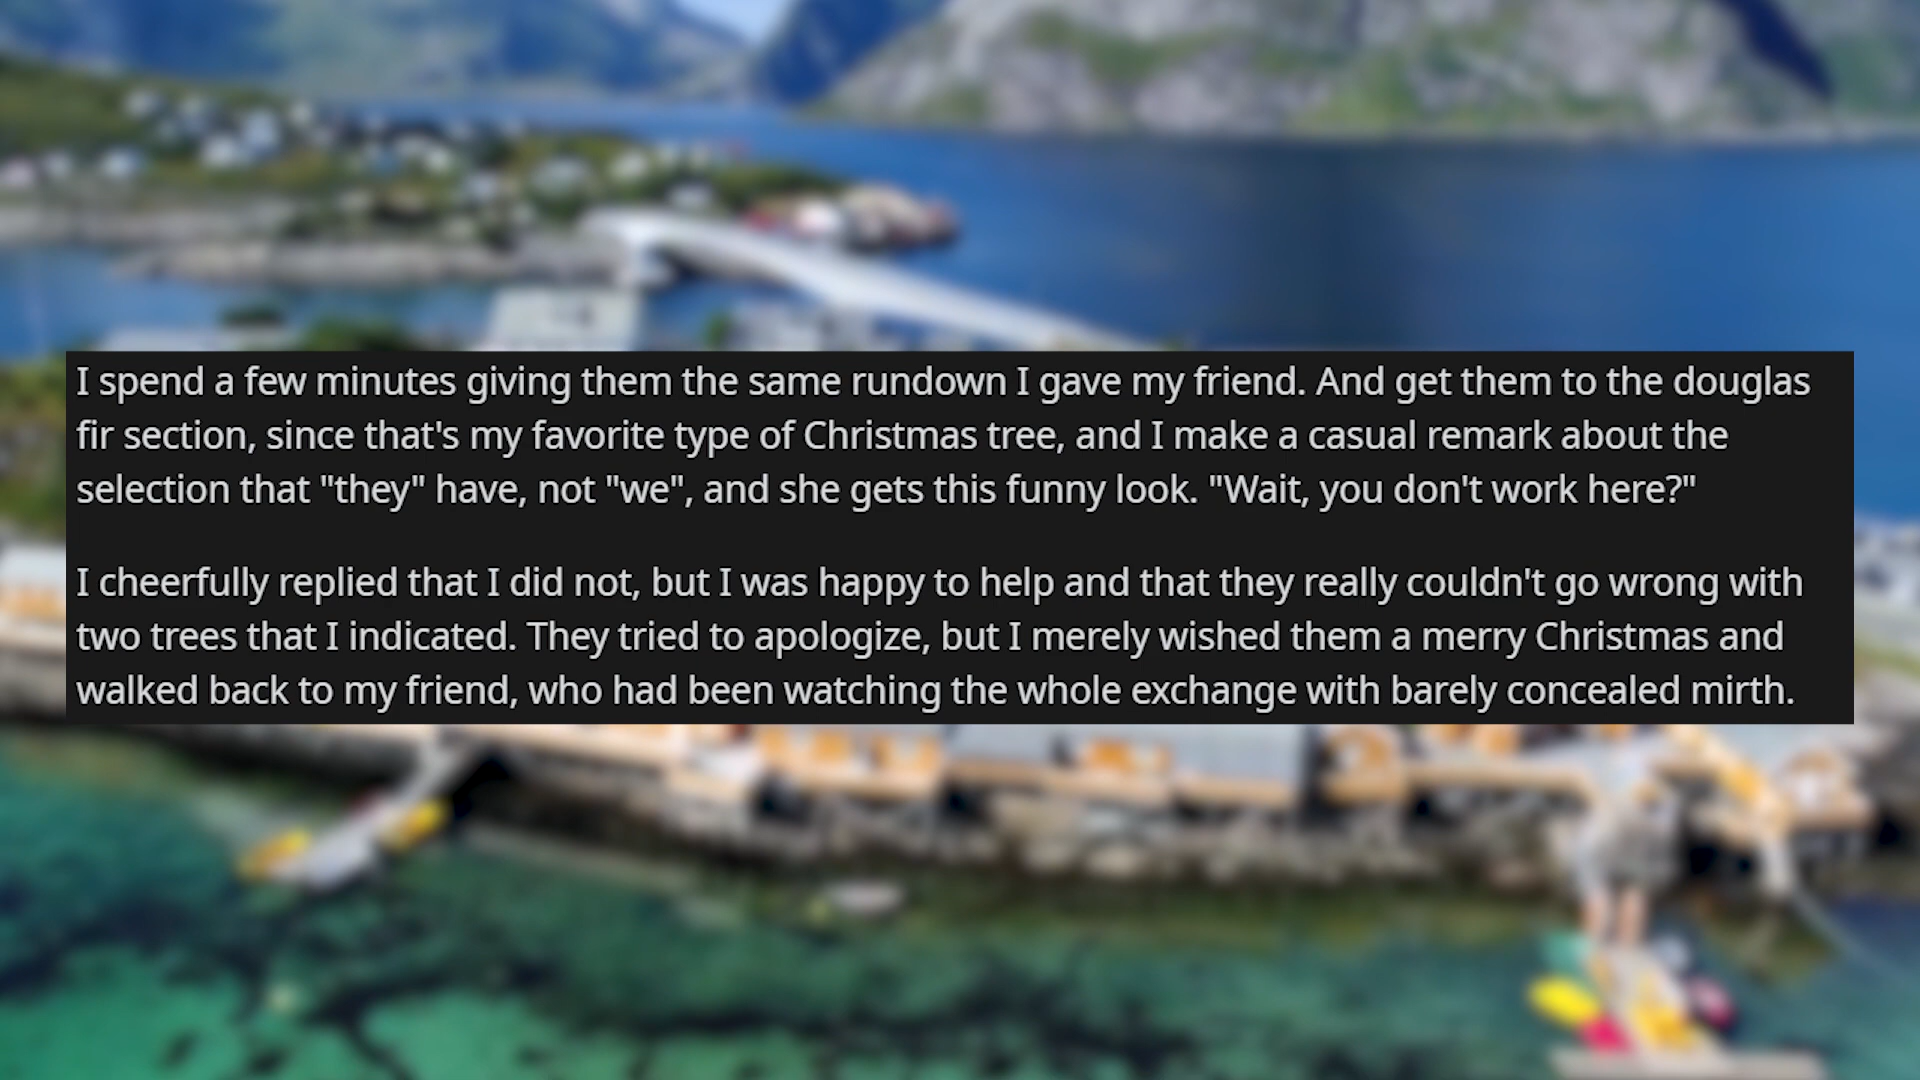 I spend a few minutes giving them the same rundown I gave my friend. And get them to the douglas
fir section, since that's my favorite type of Christmas tree, and I make a casual remark about the
selection that "they" have, not "we", and she gets this funny look. "Wait, you don't work here?"
I cheerfully replied that I did not, but I was happy to help and that they really couldn't go wrong with
two trees that I indicated. They tried to apologize, but I merely wished them a merry Christmas and
walked back to my friend, who had been watching the whole exchange with barely concealed mirth.